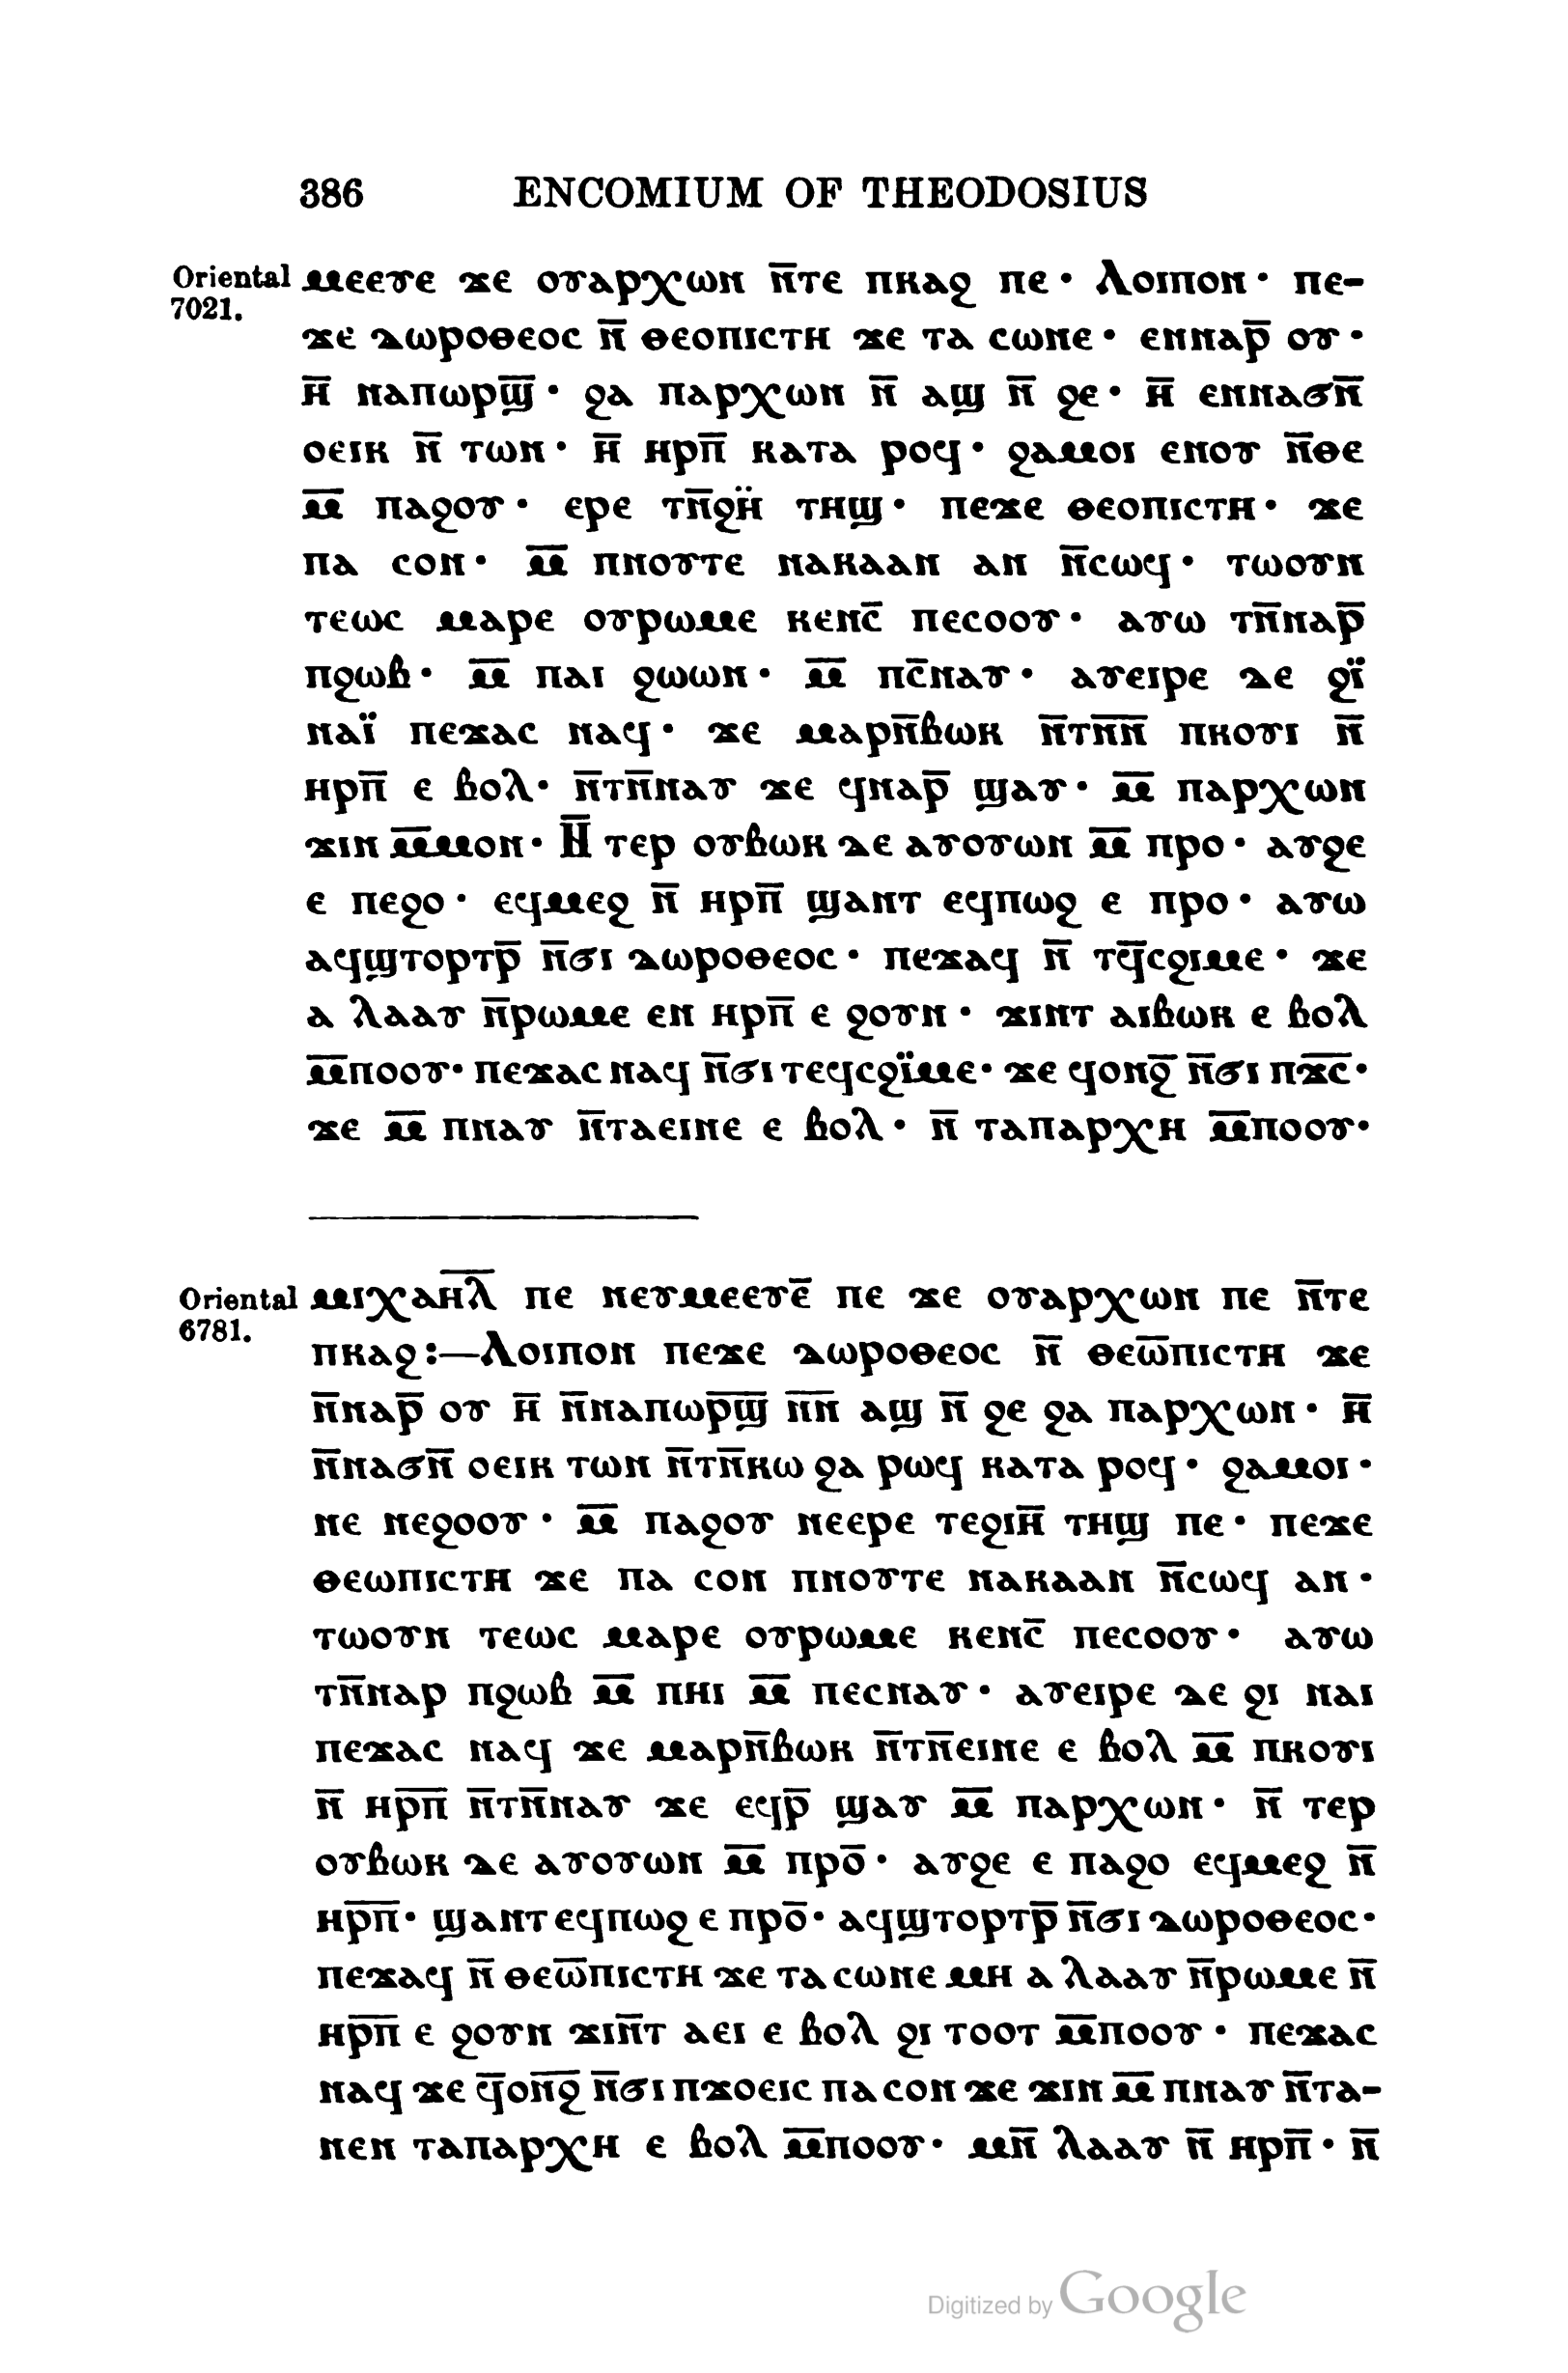 386 ENCOMIUM OF THEODOSIUS
Oriental ⲙⲉⲉⲩⲉ ϫⲉ ⲟⲩⲁⲣⲭⲱⲛ ⲛ̅ⲧⲉ ⲡⲕⲁϩ ⲡⲉ · ⲗⲟⲓⲡⲟⲛ · ⲡⲉ-
7021.
ϫⲉ ⲇⲱⲣⲟⲑⲉⲟⲥ ⲛ̅ ⲑⲉⲟⲡⲓⲥⲧⲏ ϫⲉ ⲧⲁ ⲥⲱⲛⲉ · ⲉⲛⲛⲁⲣ̅ ⲟⲩ ·
ⲏ̅ ⲛⲁⲡⲱⲣϣ̅ · ϩⲁ ⲡⲁⲣⲭⲱⲛ ⲛ̅ ⲁϣ ⲛ̅ ϩⲉ · ⲏ̅ ⲉⲛⲛⲁϭⲛ̅
ⲟⲉⲓⲕ ⲛ̅ ⲧⲱⲛ · ⲏ̅ ⲏⲣⲡ̅ ⲕⲁⲧⲁ ⲣⲟϥ · ϩⲁⲙⲟⲓ ⲉⲛⲟⲩ ⲛ̅ⲑⲉ
ⲙ̅ ⲡⲁϩⲟⲩ · ⲉⲣⲉ ⲧⲛ̅ϩⲏ̈ ⲧⲏϣ · ⲡⲉϫⲉ ⲑⲉⲟⲡⲓⲥⲧⲏ · ϫⲉ
ⲡⲁ ⲥⲟⲛ · ⲙ̅ ⲡⲛⲟⲩⲧⲉ ⲛⲁⲕⲁⲁⲛ ⲁⲛ ⲛ̅ⲥⲱϥ · ⲧⲱⲟⲩⲛ
ⲧⲉⲱⲥ ⲙⲁⲣⲉ ⲟⲩⲣⲱⲙⲉ ⲕⲉⲛⲥ̅ ⲡⲉⲥⲟⲟⲩ · ⲁⲩⲱ ⲧⲛ̅ⲛⲁⲣ̅
ⲡϩⲱⲃ · ⲙ̅ ⲡⲁⲓ ϩⲱⲱⲛ · ⲙ̅ ⲡⲥ̅ⲛⲁⲩ · ⲁⲩⲉⲓⲣⲉ ⲇⲉ ϩⲓ̈
ⲛⲁⲓ̈ ⲡⲉϫⲁⲥ ⲛⲁϥ · ϫⲉ ⲙⲁⲣⲛ̅ⲃⲱⲕ ⲛ̅ⲧⲛ̅ⲛ̅ ⲡⲕⲟⲩⲓ ⲛ̅
ⲏⲣⲡ̅ ⲉ ⲃⲟⲗ · ⲛ̅ⲧⲛ̅ⲛⲁⲩ ϫⲉ ϥⲛⲁⲣ̅ ϣⲁⲩ · ⲙ̅ ⲡⲁⲣⲭⲱⲛ
ϫⲓⲛ ⲙ̅ⲙⲟⲛ · ⲛ̅ ⲧⲉⲣ ⲟⲩⲃⲱⲕ ⲇⲉ ⲁⲩⲟⲩⲱⲛ ⲙ̅ ⲡⲣⲟ · ⲁⲩϩⲉ
ⲉ ⲡⲉϩⲟ · ⲉϥⲙⲉϩ ⲛ̅ ⲏⲣⲡ̅ ϣⲁⲛⲧ ⲉϥⲡⲱϩ ⲉ ⲡⲣⲟ · ⲁⲩⲱ
ⲁϥϣⲧⲟⲣⲧⲣ̅ ⲛ̅ϭⲓ ⲇⲱⲣⲟⲑⲉⲟⲥ · ⲡⲉϫⲁϥ ⲛ̅ ⲧϥ̅ⲥϩⲓⲙⲉ · ϫⲉ
ⲁ ⲗⲁⲁⲩ ⲛ̅ⲣⲱⲙⲉ ⲉⲛ ⲏⲣⲡ̅ ⲉ ϩⲟⲩⲛ · ϫⲓⲛⲧ ⲁⲓⲃⲱⲕ ⲉ ⲃⲟⲗ
ⲙ̅ⲡⲟⲟⲩ · ⲡⲉϫⲁⲥ ⲛⲁϥ ⲛ̅ϭⲓ ⲧⲉϥⲥϩⲓ̈ⲙⲉ · ϫⲉ ϥⲟⲛϩ̅ ⲛ̅ϭⲓ ⲡϫ̅ⲥ̅ ·
ϫⲉ ⲙ̅ ⲡⲛⲁⲩ ⲛ̅ⲧⲁⲉⲓⲛⲉ ⲉ ⲃⲟⲗ · ⲛ̅ ⲧⲁⲡⲁⲣⲭⲏ ⲙ̅ⲡⲟⲟⲩ ·
Oriental ⲙⲓⲭⲁⲏ̅ⲗ̅ ⲡⲉ ⲛⲉⲩⲙⲉⲉⲩⲉ̅ ⲡⲉ ϫⲉ ⲟⲩⲁⲣⲭⲱⲛ ⲡⲉ ⲛ̅ⲧⲉ
6781.
ⲡⲕⲁϩ :—ⲗⲟⲓⲡⲟⲛ ⲡⲉϫⲉ ⲇⲱⲣⲟⲑⲉⲟⲥ ⲛ̅ ⲑⲉⲱ̅ⲡⲓⲥⲧⲏ ϫⲉ
ⲛ̅ⲛⲁⲣ̅ ⲟⲩ ⲏ̅ ⲛ̅ⲛⲁⲡⲱⲣ̅ϣ̅ ⲛ̅ⲛ̅ ⲁϣ ⲛ̅ ϩⲉ ϩⲁ ⲡⲁⲣⲭⲱⲛ · ⲏ̅
ⲛ̅ⲛⲁϭⲛ̅ ⲟⲉⲓⲕ ⲧⲱⲛ ⲛ̅ⲧⲛ̅ⲕⲱ ϩⲁ ⲣⲱϥ ⲕⲁⲧⲁ ⲣⲟϥ · ϩⲁⲙⲟⲓ ·
ⲛⲉ ⲛⲉϩⲟⲟⲩ · ⲙ̅ ⲡⲁϩⲟⲩ ⲛⲉⲉⲣⲉ ⲧⲉϩⲓⲏ̅ ⲧⲏϣ ⲡⲉ · ⲡⲉϫⲉ
ⲑⲉⲱⲡⲓⲥⲧⲏ ϫⲉ ⲡⲁ ⲥⲟⲛ ⲡⲛⲟⲩⲧⲉ ⲛⲁⲕⲁⲁⲛ ⲛ̅ⲥⲱϥ ⲁⲛ ·
ⲧⲱⲟⲩⲛ ⲧⲉⲱⲥ ⲙⲁⲣⲉ ⲟⲩⲣⲱⲙⲉ ⲕⲉⲛⲥ̅ ⲡⲉⲥⲟⲟⲩ · ⲁⲩⲱ
ⲧⲛ̅ⲛⲁⲣ ⲡϩⲱⲃ ⲙ̅ ⲡⲏⲓ ⲙ̅ ⲡⲉⲥⲛⲁⲩ · ⲁⲩⲉⲓⲣⲉ ⲇⲉ ϩⲓ ⲛⲁⲓ
ⲡⲉϫⲁⲥ ⲛⲁϥ ϫⲉ ⲙⲁⲣⲛ̅ⲃⲱⲕ ⲛ̅ⲧⲛ̅ⲉⲓⲛⲉ ⲉ ⲃⲟⲗ ⲙ̅ ⲡⲕⲟⲩⲓ
ⲛ̅ ⲏⲣ̅ⲡ̅ ⲛ̅ⲧⲛ̅ⲛⲁⲩ ϫⲉ ⲉϥⲣ̅ ϣⲁⲩ ⲙ̅ ⲡⲁⲣⲭⲱⲛ · ⲛ̅ ⲧⲉⲣ
ⲟⲩⲃⲱⲕ ⲇⲉ ⲁⲩⲟⲩⲱⲛ ⲙ̅ ⲡⲣⲟ̅ · ⲁⲩϩⲉ ⲉ ⲡⲁϩⲟ ⲉϥⲙⲉϩ ⲛ̅
ⲏⲣ̅ⲡ̅ · ϣⲁⲛⲧ ⲉϥⲡⲱϩ ⲉ ⲡⲣⲟ̅ · ⲁϥϣⲧⲟⲣⲧⲣ̅ ⲛ̅ϭⲓ ⲇⲱⲣⲟⲑⲉⲟⲥ ·
ⲡⲉϫⲁϥ ⲛ̅ ⲑⲉⲱ̅ⲡⲓⲥⲧⲏ ϫⲉ ⲧⲁ ⲥⲱⲛⲉ ⲙⲏ ⲁ ⲗⲁⲁⲩ ⲛ̅ⲣⲱⲙⲉ ⲛ̅
ⲏⲣ̅ⲡ̅ ⲉ ϩⲟⲩⲛ ϫⲓⲛ̅ⲧ ⲁⲉⲓ ⲉ ⲃⲟⲗ ϩⲓ ⲧⲟⲟⲧ ⲙ̅ⲡⲟⲟⲩ · ⲡⲉϫⲁⲥ
ⲛⲁϥ ϫⲉ ϥ̅ⲟⲛ̅ϩ̅ ⲛ̅ϭⲓ ⲡϫⲟⲉⲓⲥ ⲡⲁ ⲥⲟⲛ ϫⲉ ϫⲓⲛ ⲙ̅ ⲡⲛⲁⲩ ⲛ̅ⲧⲁ-
ⲛⲉⲛ ⲧⲁⲡⲁⲣⲭⲏ ⲉ ⲃⲟⲗ ⲙ̅ⲡⲟⲟⲩ · ⲙⲛ̅ ⲗⲁⲁⲩ ⲛ̅ ⲏⲣⲡ̅ · ⲛ̅
Digitized by Google